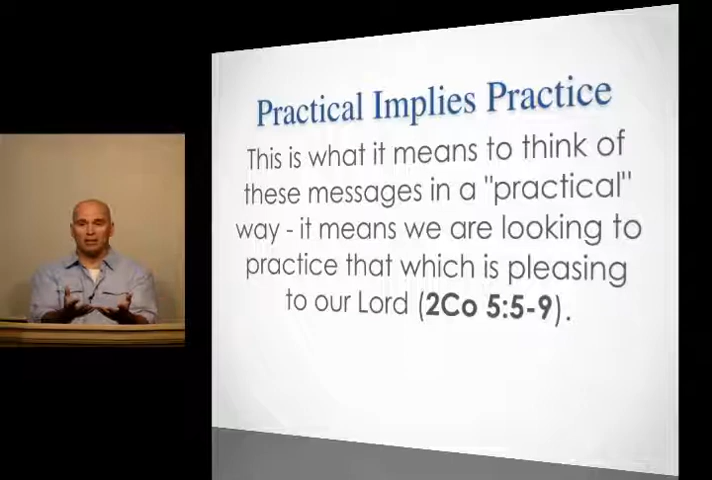 Practical Implies Practice
This is what it means to think of
these messages in a "practical"
way - it means we are looking to
practice that which is pleasing
to our Lord (2Co 5:5-9).